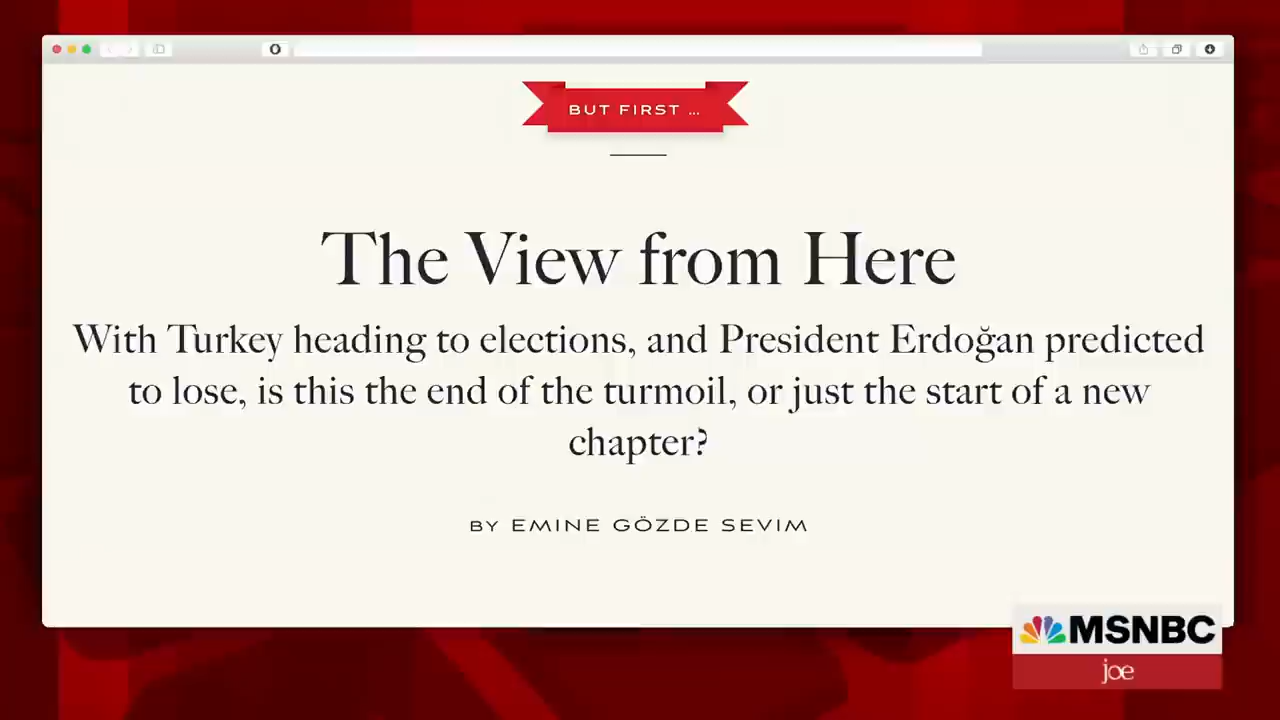 BUT FIRST ...
The View from Here
With Turkey heading to elections, and President Erdoğan predicted
to lose, is this the end of the turmoil, or just the start of a new
chapter?
BY EMINE GÖZDE SEVIM
MSNBC
joe